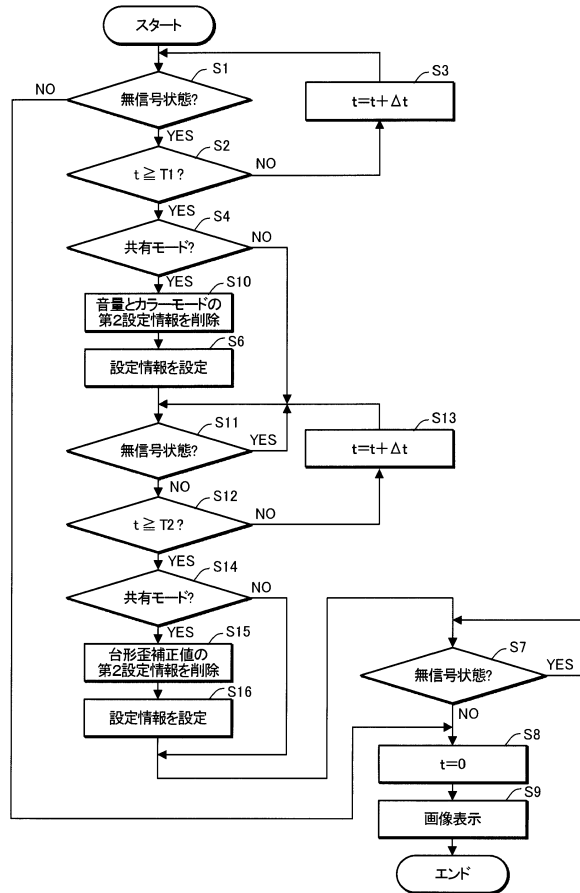 スタート
S1
無信号状態?
NO
YES
S3
t=t+Δt
S2
t≧T1?
NO
YES
S4
共有モード?
NO
YES
S10
音量とカラーモードの
第2設定情報を削除
S6
設定情報を設定
S11
無信号状態?
YES
NO
S13
t=t+Δt
S12
t≧T2?
NO
YES
S14
共有モード?
NO
YES
S15
台形歪補正値の
第2設定情報を削除
S16
設定情報を設定
S7
無信号状態?
YES
NO
S8
t=0
S9
画像表示
エンド